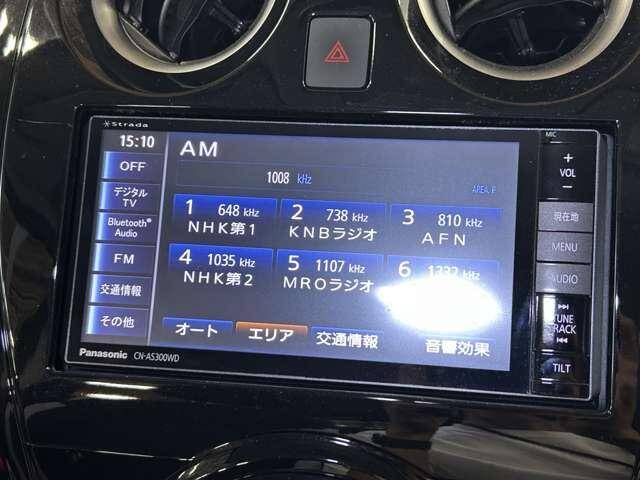 Strada
15:10
OFF
デジタル
TV
Bluetooth®
Audio
FM
交通情報
その他
AM
1008 kHz
AREA
1 648 kHz
NHK第1
2 738 kHz
KNBラジオ
3 810 kHz
AFN
4 1035 kHz
NHK第2
5 1107 kHz
MROラジオ
6
オート
エリア
交通情報
音響効果
Panasonic CN-AS300WD
MIC
+
VOL
−
現在地
MENU
AUDIO
TUNE
TRACK
TILT